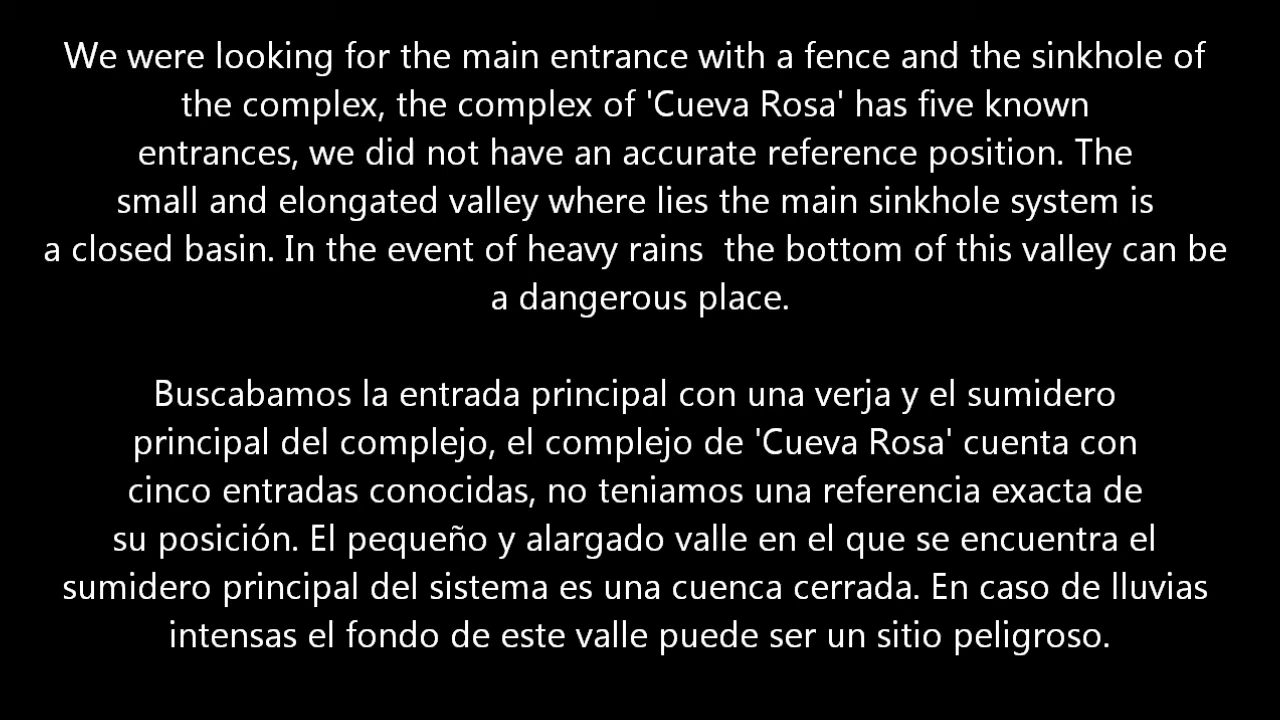 We were looking for the main entrance with a fence and the sinkhole of
the complex, the complex of 'Cueva Rosa' has five known
entrances, we did not have an accurate reference position. The
small and elongated valley where lies the main sinkhole system is
a closed basin. In the event of heavy rains  the bottom of this valley can be
a dangerous place.

Buscabamos la entrada principal con una verja y el sumidero
principal del complejo, el complejo de 'Cueva Rosa' cuenta con
cinco entradas conocidas, no teniamos una referencia exacta de
su posición. El pequeño y alargado valle en el que se encuentra el
sumidero principal del sistema es una cuenca cerrada. En caso de lluvias
intensas el fondo de este valle puede ser un sitio peligroso.